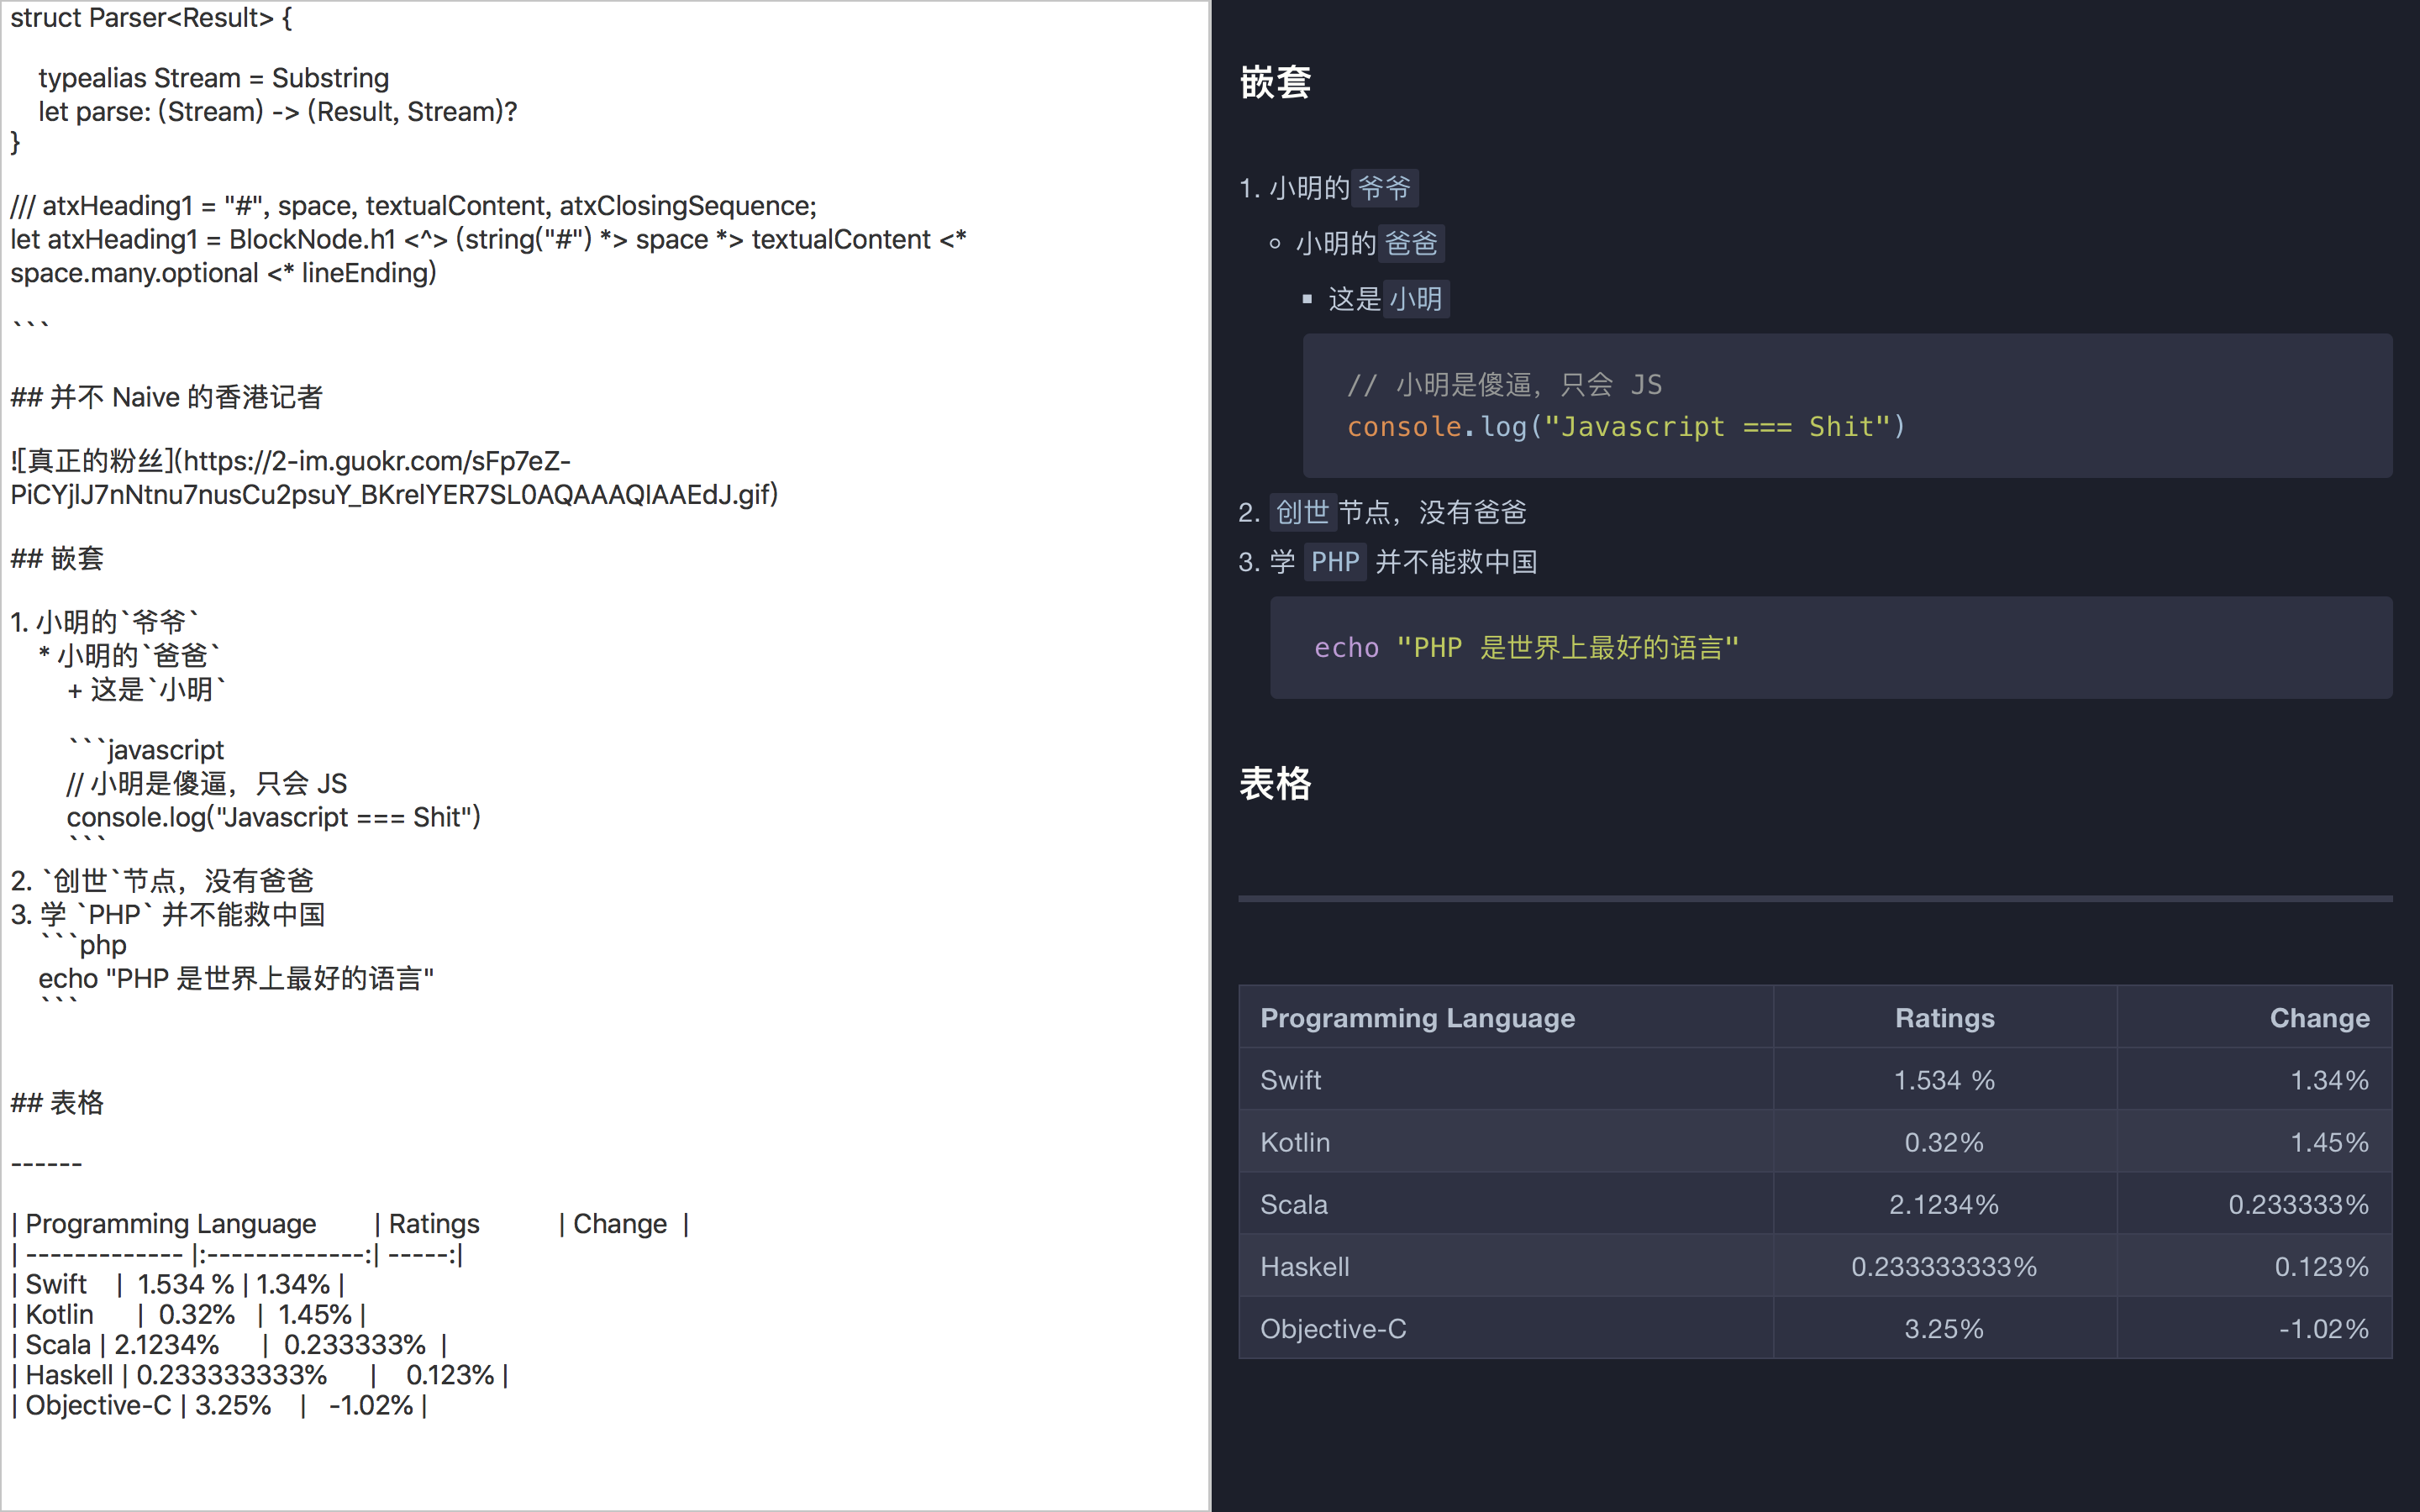 struct Parser<Result> {
typealias Stream = Substring
let parse: (Stream) -> (Result, Stream)?
}
/// atxHeading1 = "#", space, textualContent, atxClosingSequence;
let atxHeading1 = BlockNode.h1 <^> (string("#") *> space *> textualContent <*
space.many.optional <* lineEnding)
```
## 并不 Naive 的香港记者
![真正的粉丝](https://2-im.guokr.com/sFp7eZ-
PiCYjlJ7nNtnu7nusCu2psuY_BKrelYER7SL0AQAAAQIAAEdJ.gif)
## 嵌套
1. 小明的`爷爷`
* 小明的`爸爸`
+ 这是`小明`
```javascript
// 小明是傻逼，只会 JS
console.log("Javascript === Shit")
```
2. `创世`节点，没有爸爸
3. 学 `PHP` 并不能救中国
```php
echo "PHP 是世界上最好的语言"
```
## 表格
------
| Programming Language | Ratings | Change |
| ------------- |:-------------:| -----:|
| Swift | 1.534 % | 1.34% |
| Kotlin | 0.32% | 1.45% |
| Scala | 2.1234% | 0.233333% |
| Haskell | 0.233333333% | 0.123% |
| Objective-C | 3.25% | -1.02% |
嵌套
1. 小明的 爷爷
小明的 爸爸
这是 小明
// 小明是傻逼，只会 JS
console.log("Javascript === Shit")
2. 创世 节点，没有爸爸
3. 学 PHP 并不能救中国
echo "PHP 是世界上最好的语言"
表格
Programming Language Ratings Change
Swift 1.534 % 1.34%
Kotlin 0.32% 1.45%
Scala 2.1234% 0.233333%
Haskell 0.233333333% 0.123%
Objective-C 3.25% -1.02%